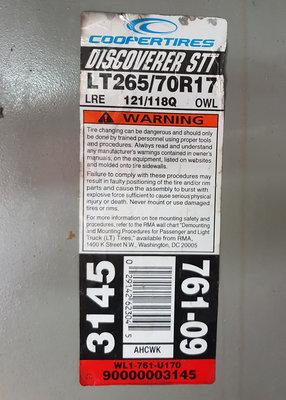 COOPERTIRES
DISCOVERER STT
LT265/70R17
LRE 121/118Q OWL
WARNING
Tire changing can be dangerous and should only
be done by trained personnel using proper tools
and procedures. Always read and understand
any manufacturer's warnings contained in owner's
manuals, on the equipment, listed on websites
and molded onto tire sidewalls.
Failure to comply with these procedures may
result in faulty positioning of the tire and/or rim
parts and cause the assembly to burst with
explosive force sufficient to cause serious physical
injury or death. Never mount or use damaged
tires or rims.
For more information on tire mounting safety and
procedures, refer to the RMA wall chart "Demounting
and Mounting Procedures for Passenger and Light
Truck (LT) Tires," available from RMA,
1400 K Street N.W., Washington, DC 20005
3145
0 29142 62304 5
761-09
AHCWK
WL1-761-U170
90000003145